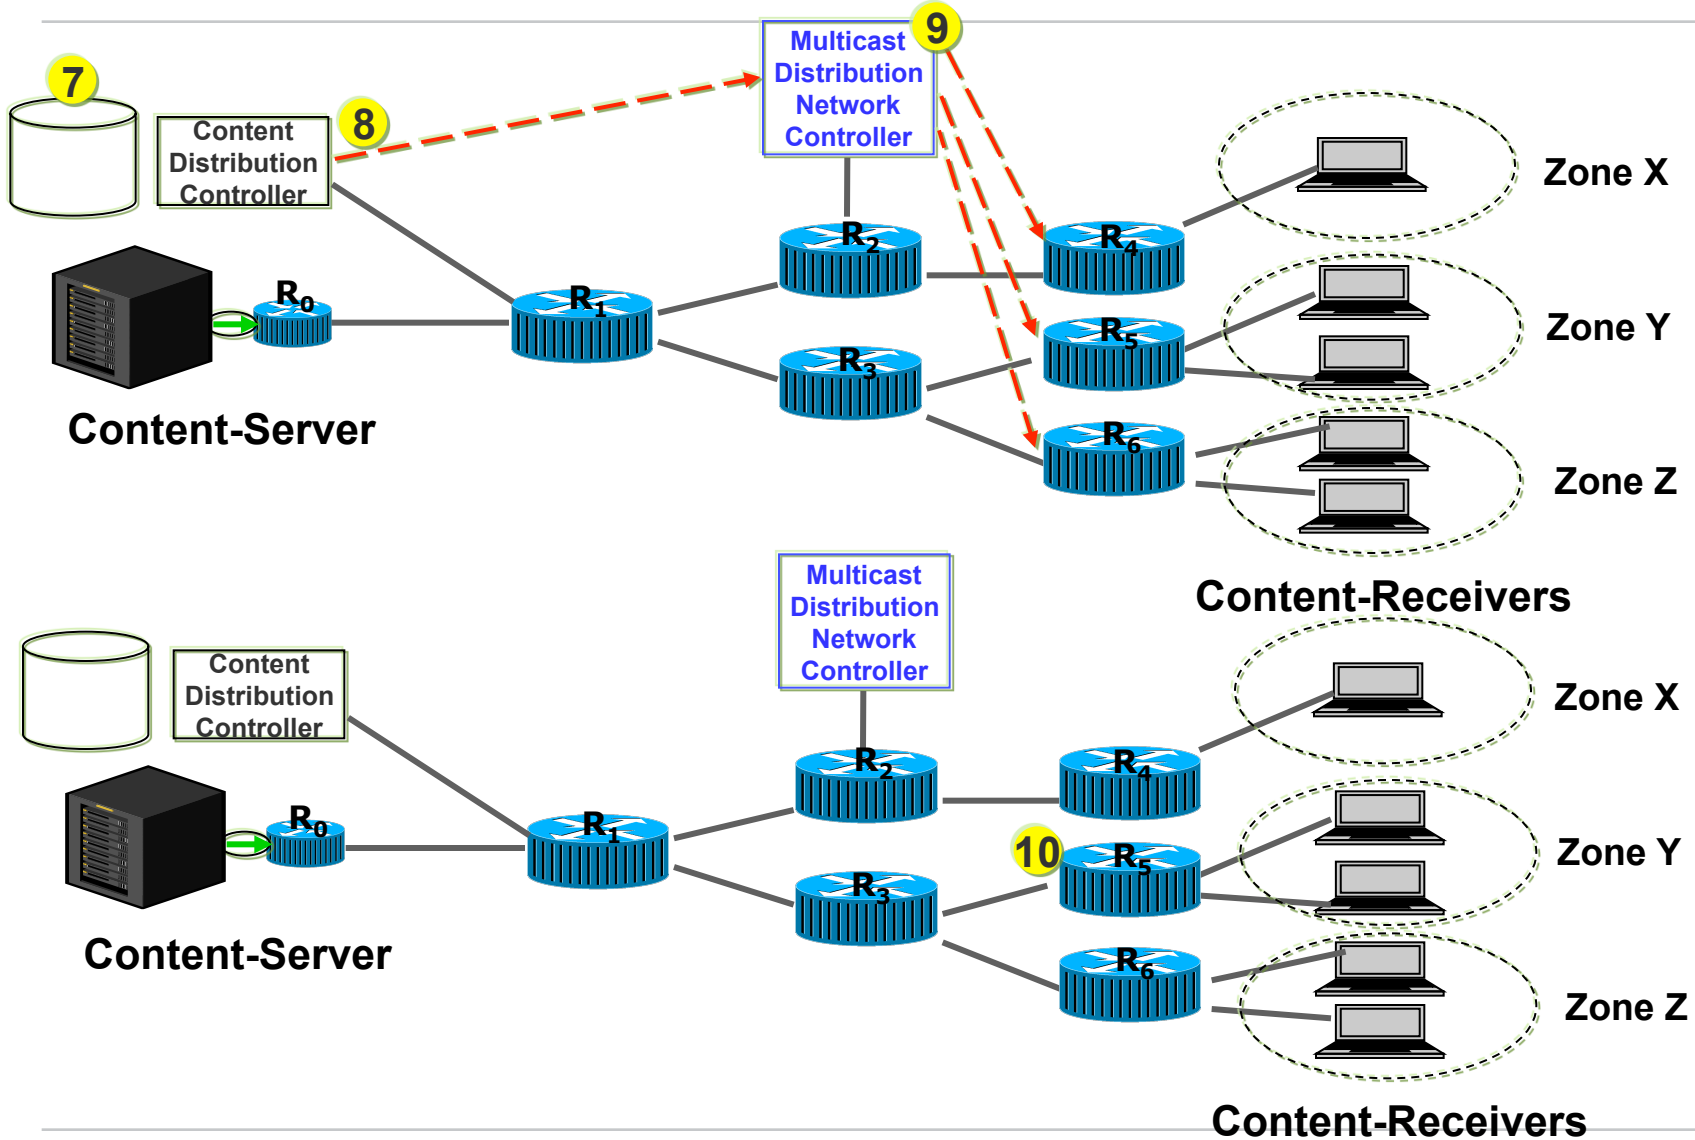 7
8
9
Content
Distribution
Controller
Multicast
Distribution
Network
Controller
R0
R1
R2
R3
R4
R5
R6
Zone X
Zone Y
Zone Z
Content-Server
Content-Receivers
Content
Distribution
Controller
Multicast
Distribution
Network
Controller
R0
R1
R2
R3
R4
10
R5
R6
Zone X
Zone Y
Zone Z
Content-Server
Content-Receivers